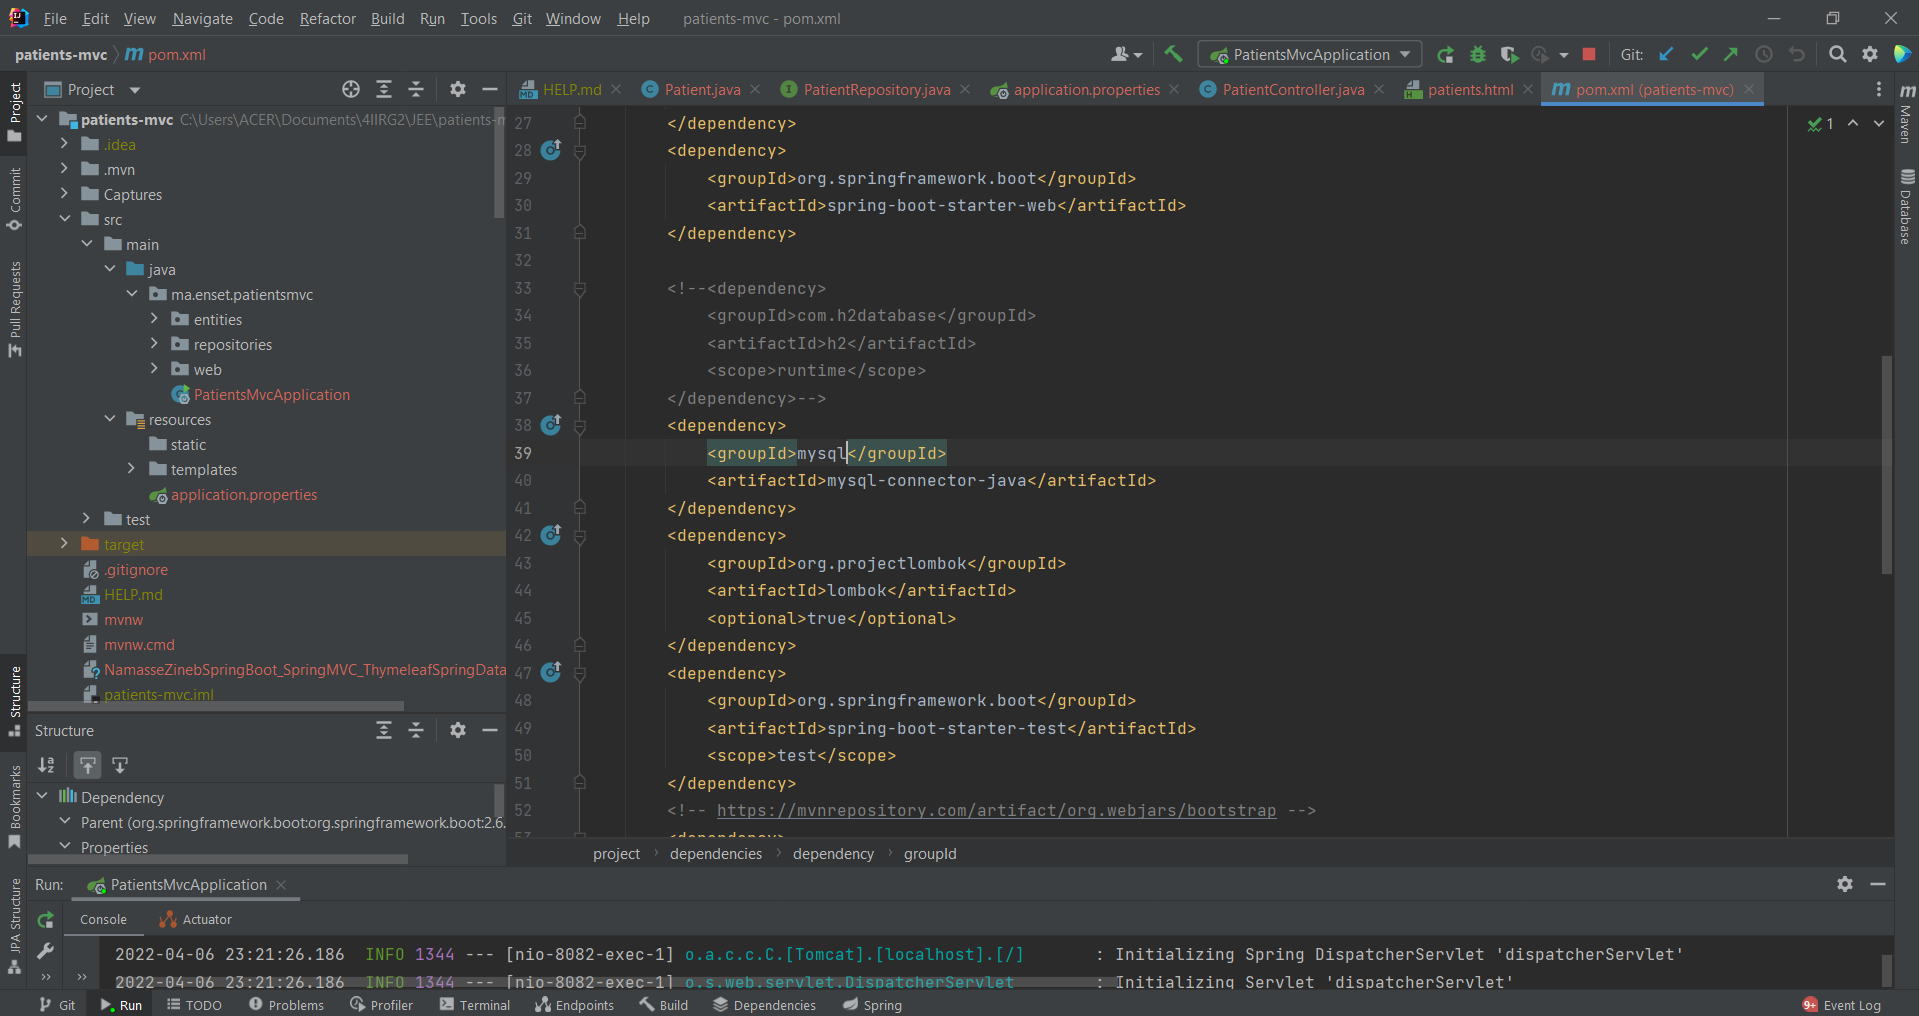 File Edit View Navigate Code Refactor Build Run Tools Git Window Help patients-mvc - pom.xml
patients-mvc pom.xml PatientsMvcApplication Git:
Project
HELP.md Patient.java PatientRepository.java application.properties PatientController.java patients.html pom.xml (patients-mvc)
patients-mvc C:\Users\ACER\Documents\4IIRG2\JEE\patients-m
.idea
.mvn
Captures
src
main
java
ma.enset.patientsmvc
entities
repositories
web
PatientsMvcApplication
resources
static
templates
application.properties
test
target
.gitignore
HELP.md
mvnw
mvnw.cmd
NamasseZinebSpringBoot_SpringMVC_ThymeleafSpringData
patients-mvc.iml
Structure
Dependency
Parent (org.springframework.boot:org.springframework.boot:2.6.
Properties
27 </dependency>
28 <dependency>
29 <groupId>org.springframework.boot</groupId>
30 <artifactId>spring-boot-starter-web</artifactId>
31 </dependency>
32
33 <!--<dependency>
34 <groupId>com.h2database</groupId>
35 <artifactId>h2</artifactId>
36 <scope>runtime</scope>
37 </dependency>-->
38 <dependency>
39 <groupId>mysql</groupId>
40 <artifactId>mysql-connector-java</artifactId>
41 </dependency>
42 <dependency>
43 <groupId>org.projectlombok</groupId>
44 <artifactId>lombok</artifactId>
45 <optional>true</optional>
46 </dependency>
47 <dependency>
48 <groupId>org.springframework.boot</groupId>
49 <artifactId>spring-boot-starter-test</artifactId>
50 <scope>test</scope>
51 </dependency>
52 <!-- https://mvnrepository.com/artifact/org.webjars/bootstrap -->
53 <dependency>
1
project dependencies dependency groupId
Project
Commit
Pull Requests
Structure
Bookmarks
JPA Structure
Maven
Database
Run: PatientsMvcApplication
Console Actuator
2022-04-06 23:21:26.186 INFO 1344 --- [nio-8082-exec-1] o.a.c.c.C.[Tomcat].[localhost].[/] : Initializing Spring DispatcherServlet 'dispatcherServlet'
2022-04-06 23:21:26.186 INFO 1344 --- [nio-8082-exec-1] o.s.web.servlet.DispatcherServlet : Initializing Servlet 'dispatcherServlet'
Git Run TODO Problems Profiler Terminal Endpoints Build Dependencies Spring 9+ Event Log